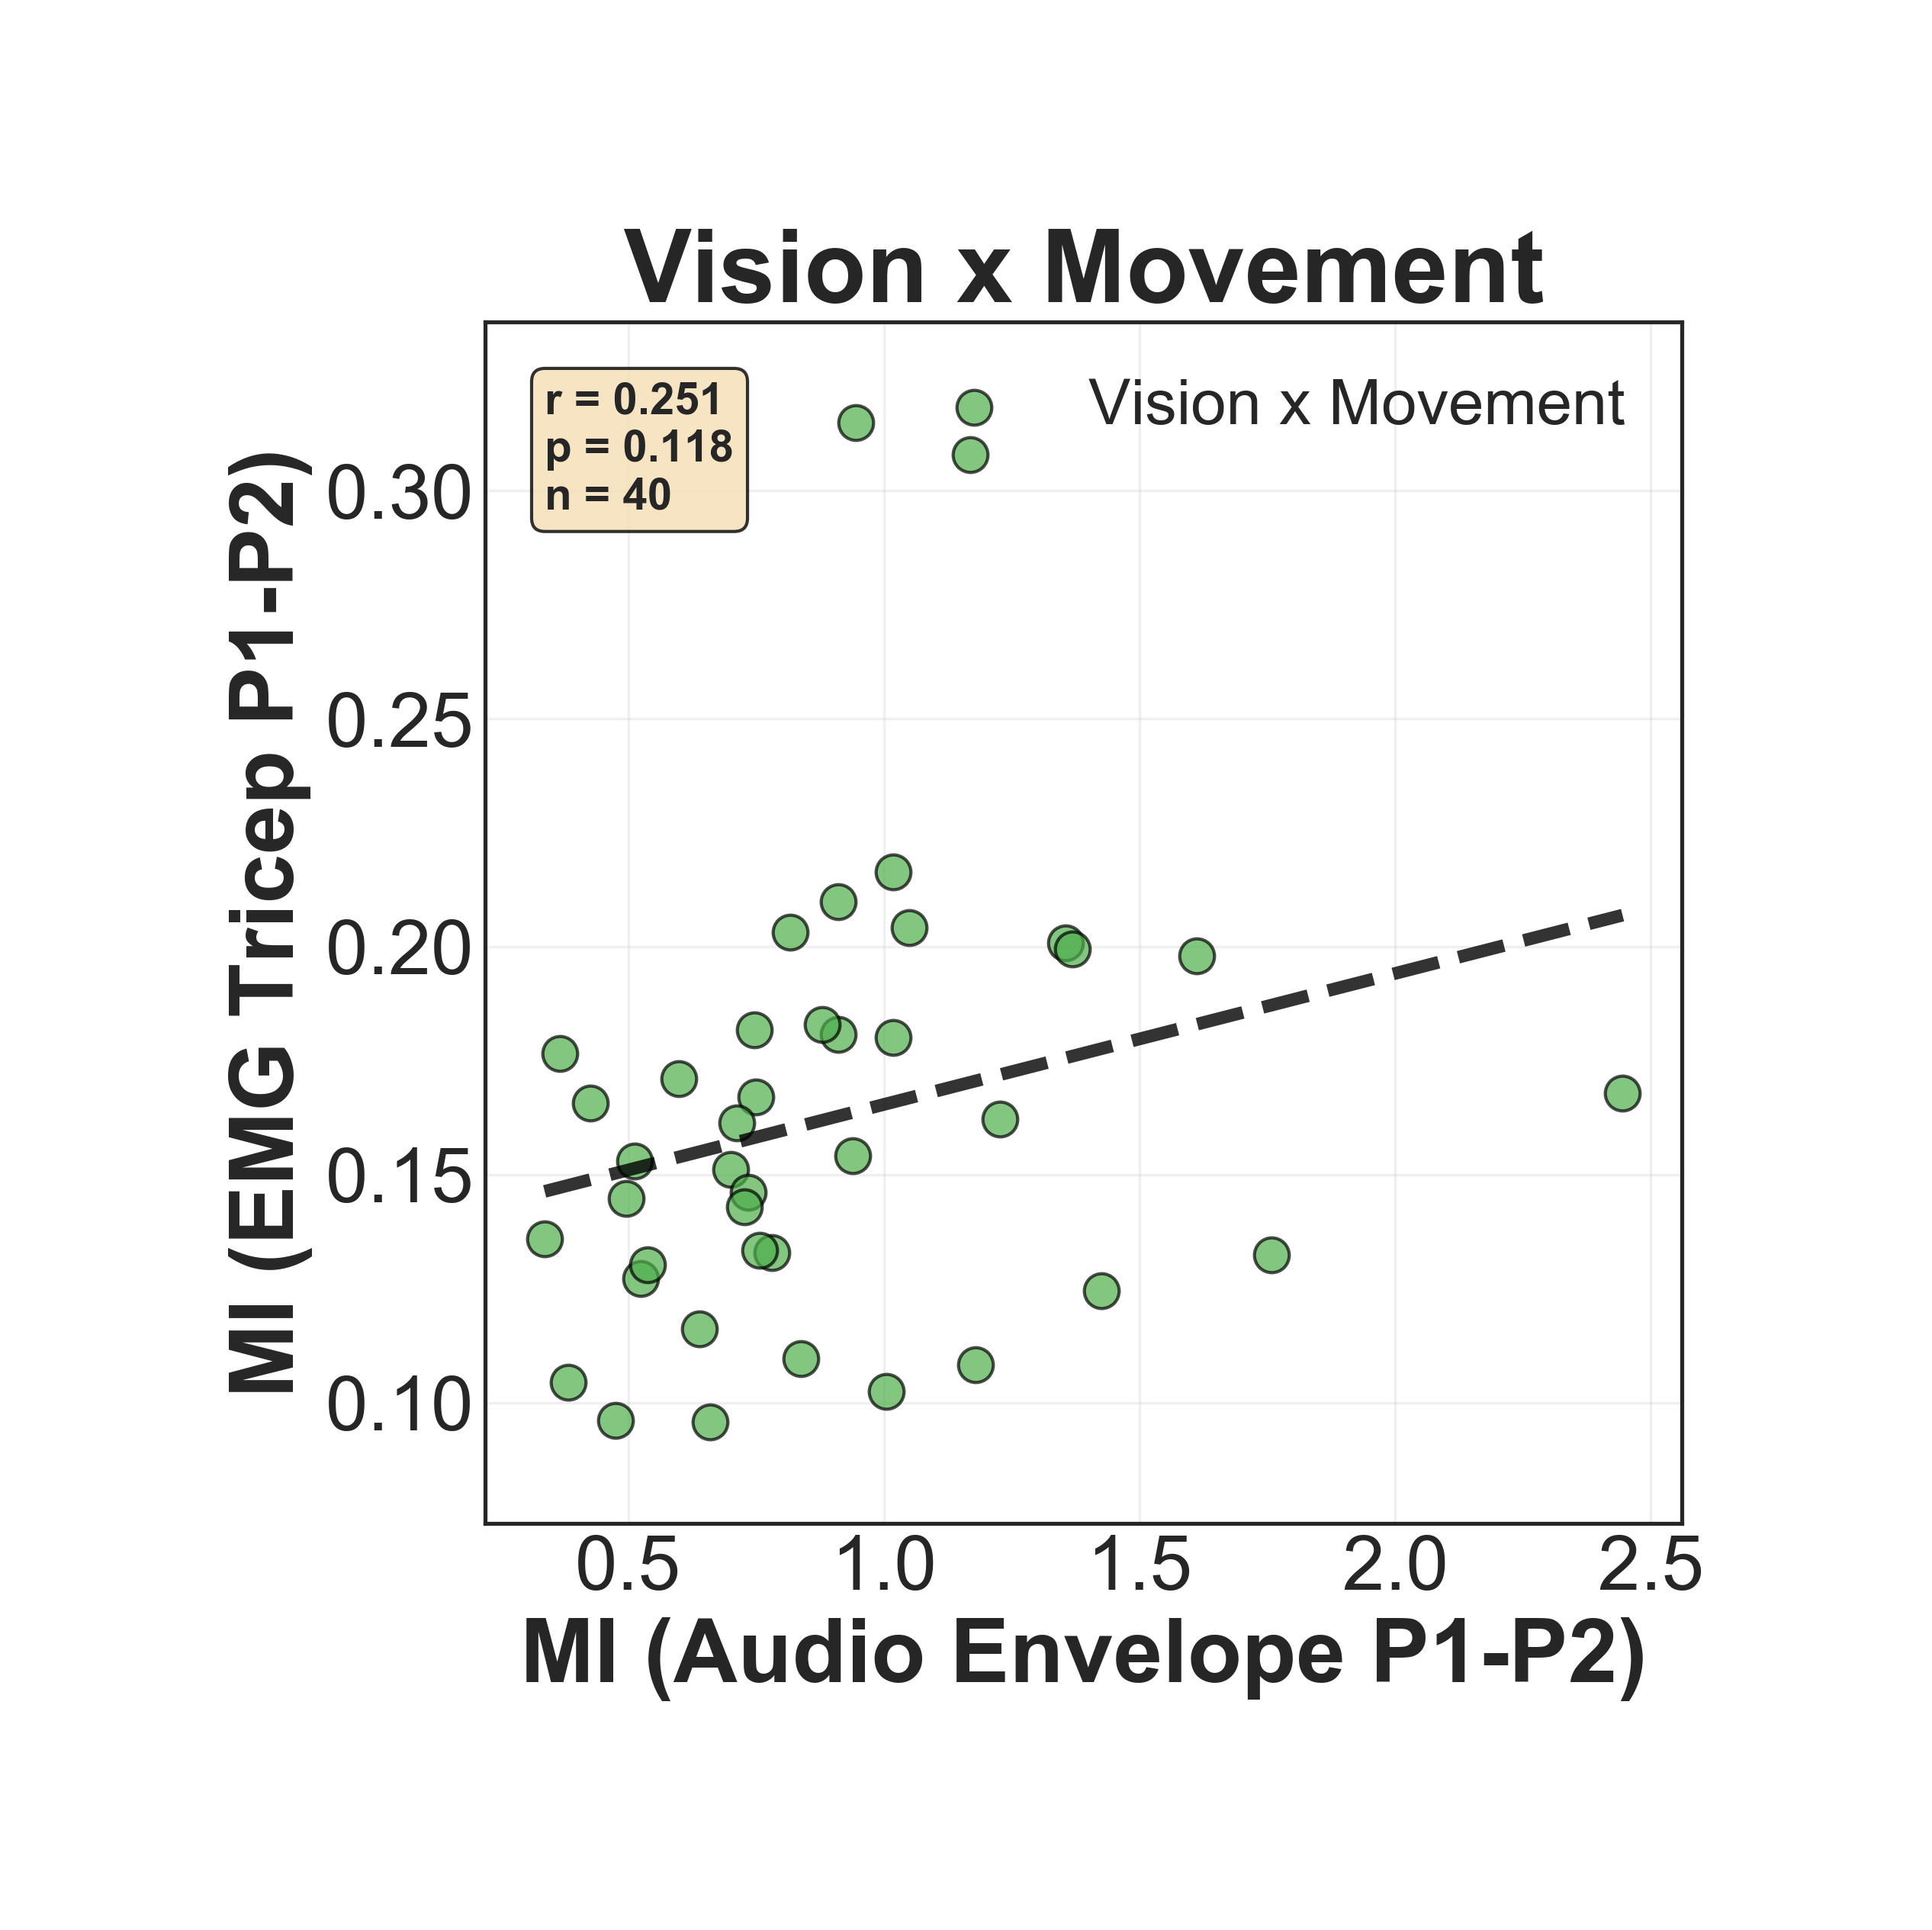 Vision x Movement
r = 0.251
p = 0.118
n = 40
Vision x Movement
MI (EMG Tricep P1-P2)
0.30
0.25
0.20
0.15
0.10
0.5 1.0 1.5 2.0 2.5
MI (Audio Envelope P1-P2)